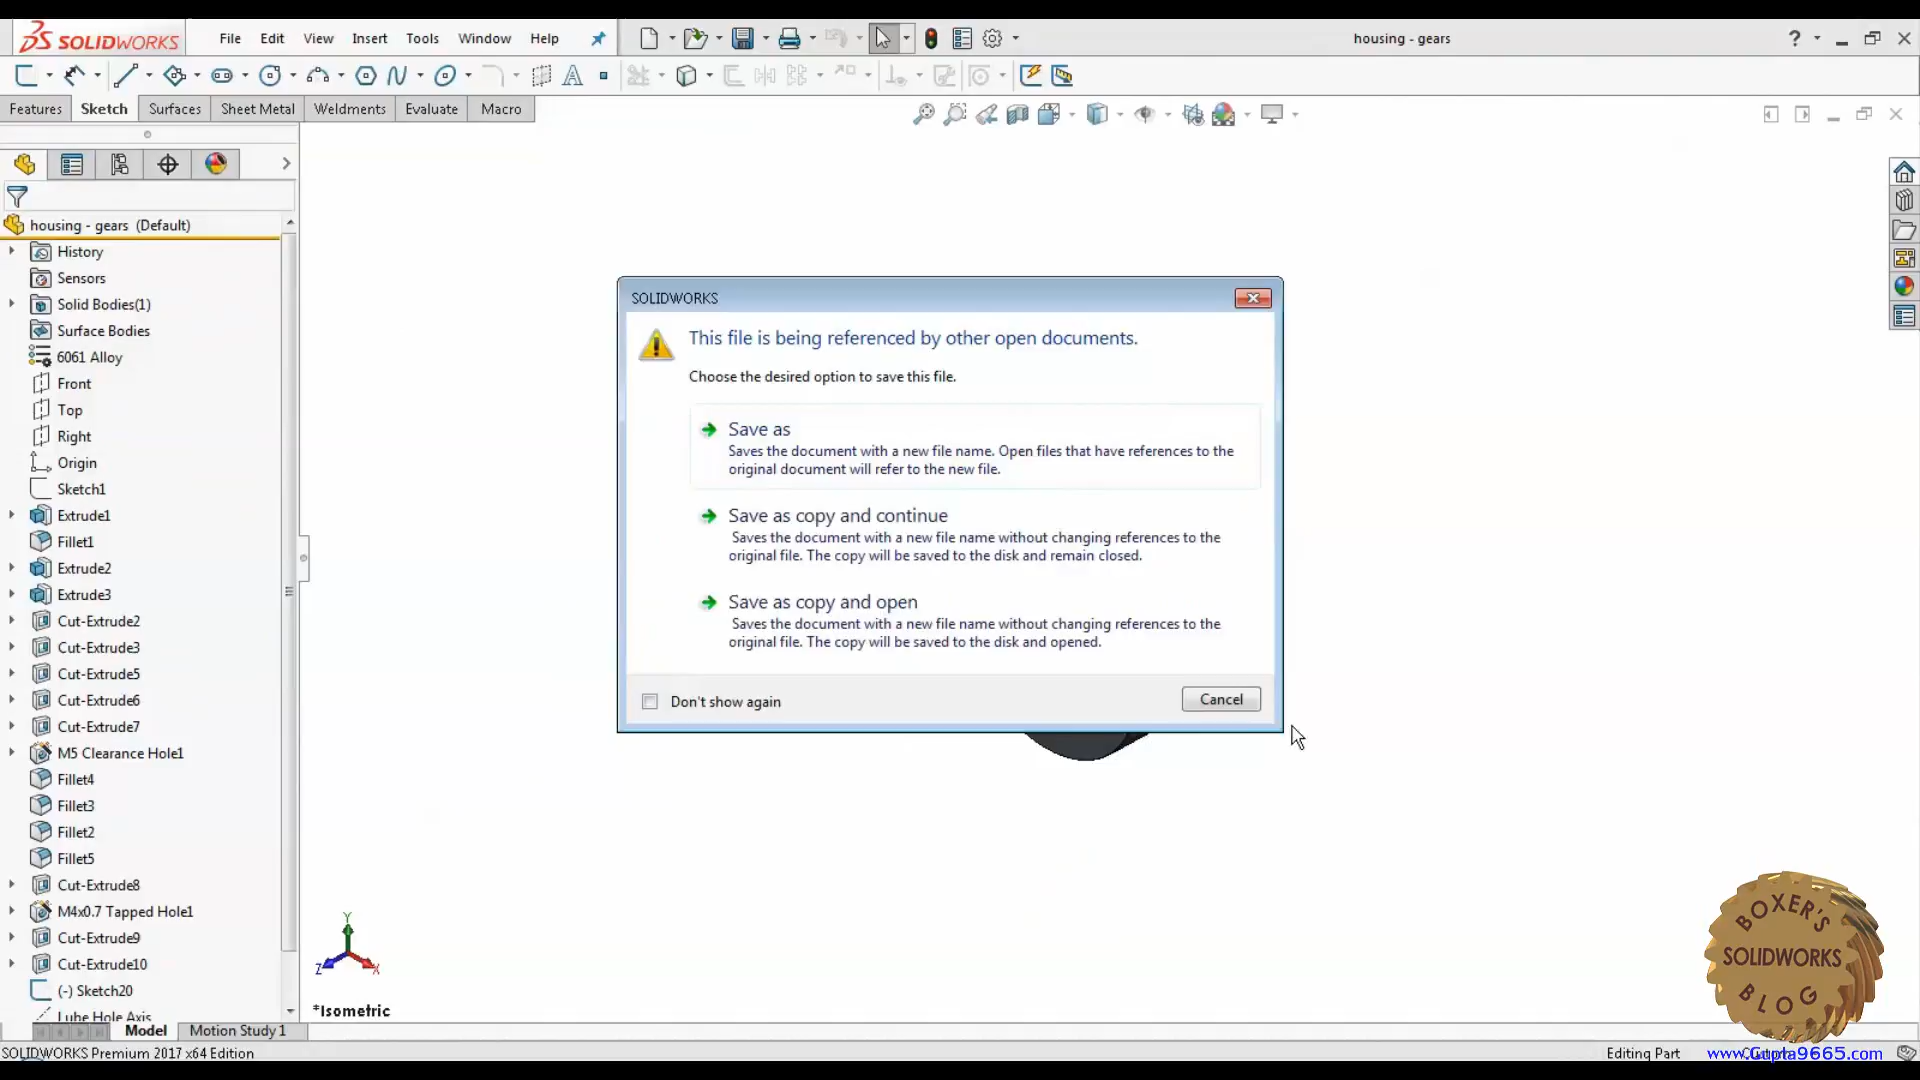 SOLIDWORKS
File Edit View Insert Tools Window Help
housing - gears
?
Features Sketch Surfaces Sheet Metal Weldments Evaluate Macro
housing - gears (Default)
History
Sensors
Solid Bodies(1)
Surface Bodies
6061 Alloy
Front
Top
Right
Origin
Sketch1
Extrude1
Fillet1
Extrude2
Extrude3
Cut-Extrude2
Cut-Extrude3
Cut-Extrude5
Cut-Extrude6
Cut-Extrude7
M5 Clearance Hole1
Fillet4
Fillet3
Fillet2
Fillet5
Cut-Extrude8
M4x0.7 Tapped Hole1
Cut-Extrude9
Cut-Extrude10
(-) Sketch20
Lube Hole Axis
SOLIDWORKS
This file is being referenced by other open documents.
Choose the desired option to save this file.
Save as
Saves the document with a new file name. Open files that have references to the
original document will refer to the new file.
Save as copy and continue
Saves the document with a new file name without changing references to the
original file. The copy will be saved to the disk and remain closed.
Save as copy and open
Saves the document with a new file name without changing references to the
original file. The copy will be saved to the disk and opened.
Don't show again
Cancel
Y
Z
X
*Isometric
BOXER'S
SOLIDWORKS
BLOG
Model Motion Study 1
SOLIDWORKS Premium 2017 x64 Edition
Editing Part
www.Gupta9665.com